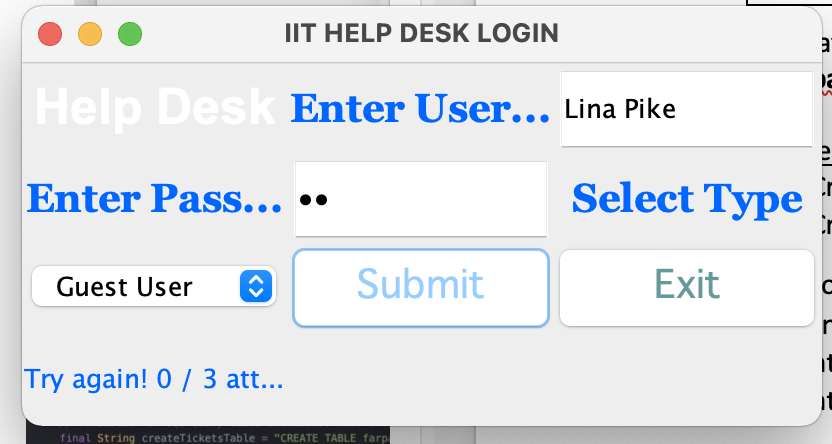 IIT HELP DESK LOGIN
Help Desk Enter User... Lina Pike
Enter Pass... •• Select Type
Guest User Submit Exit
Try again! 0 / 3 att...
final String createTicketsTable = "CREATE TABLE farpa